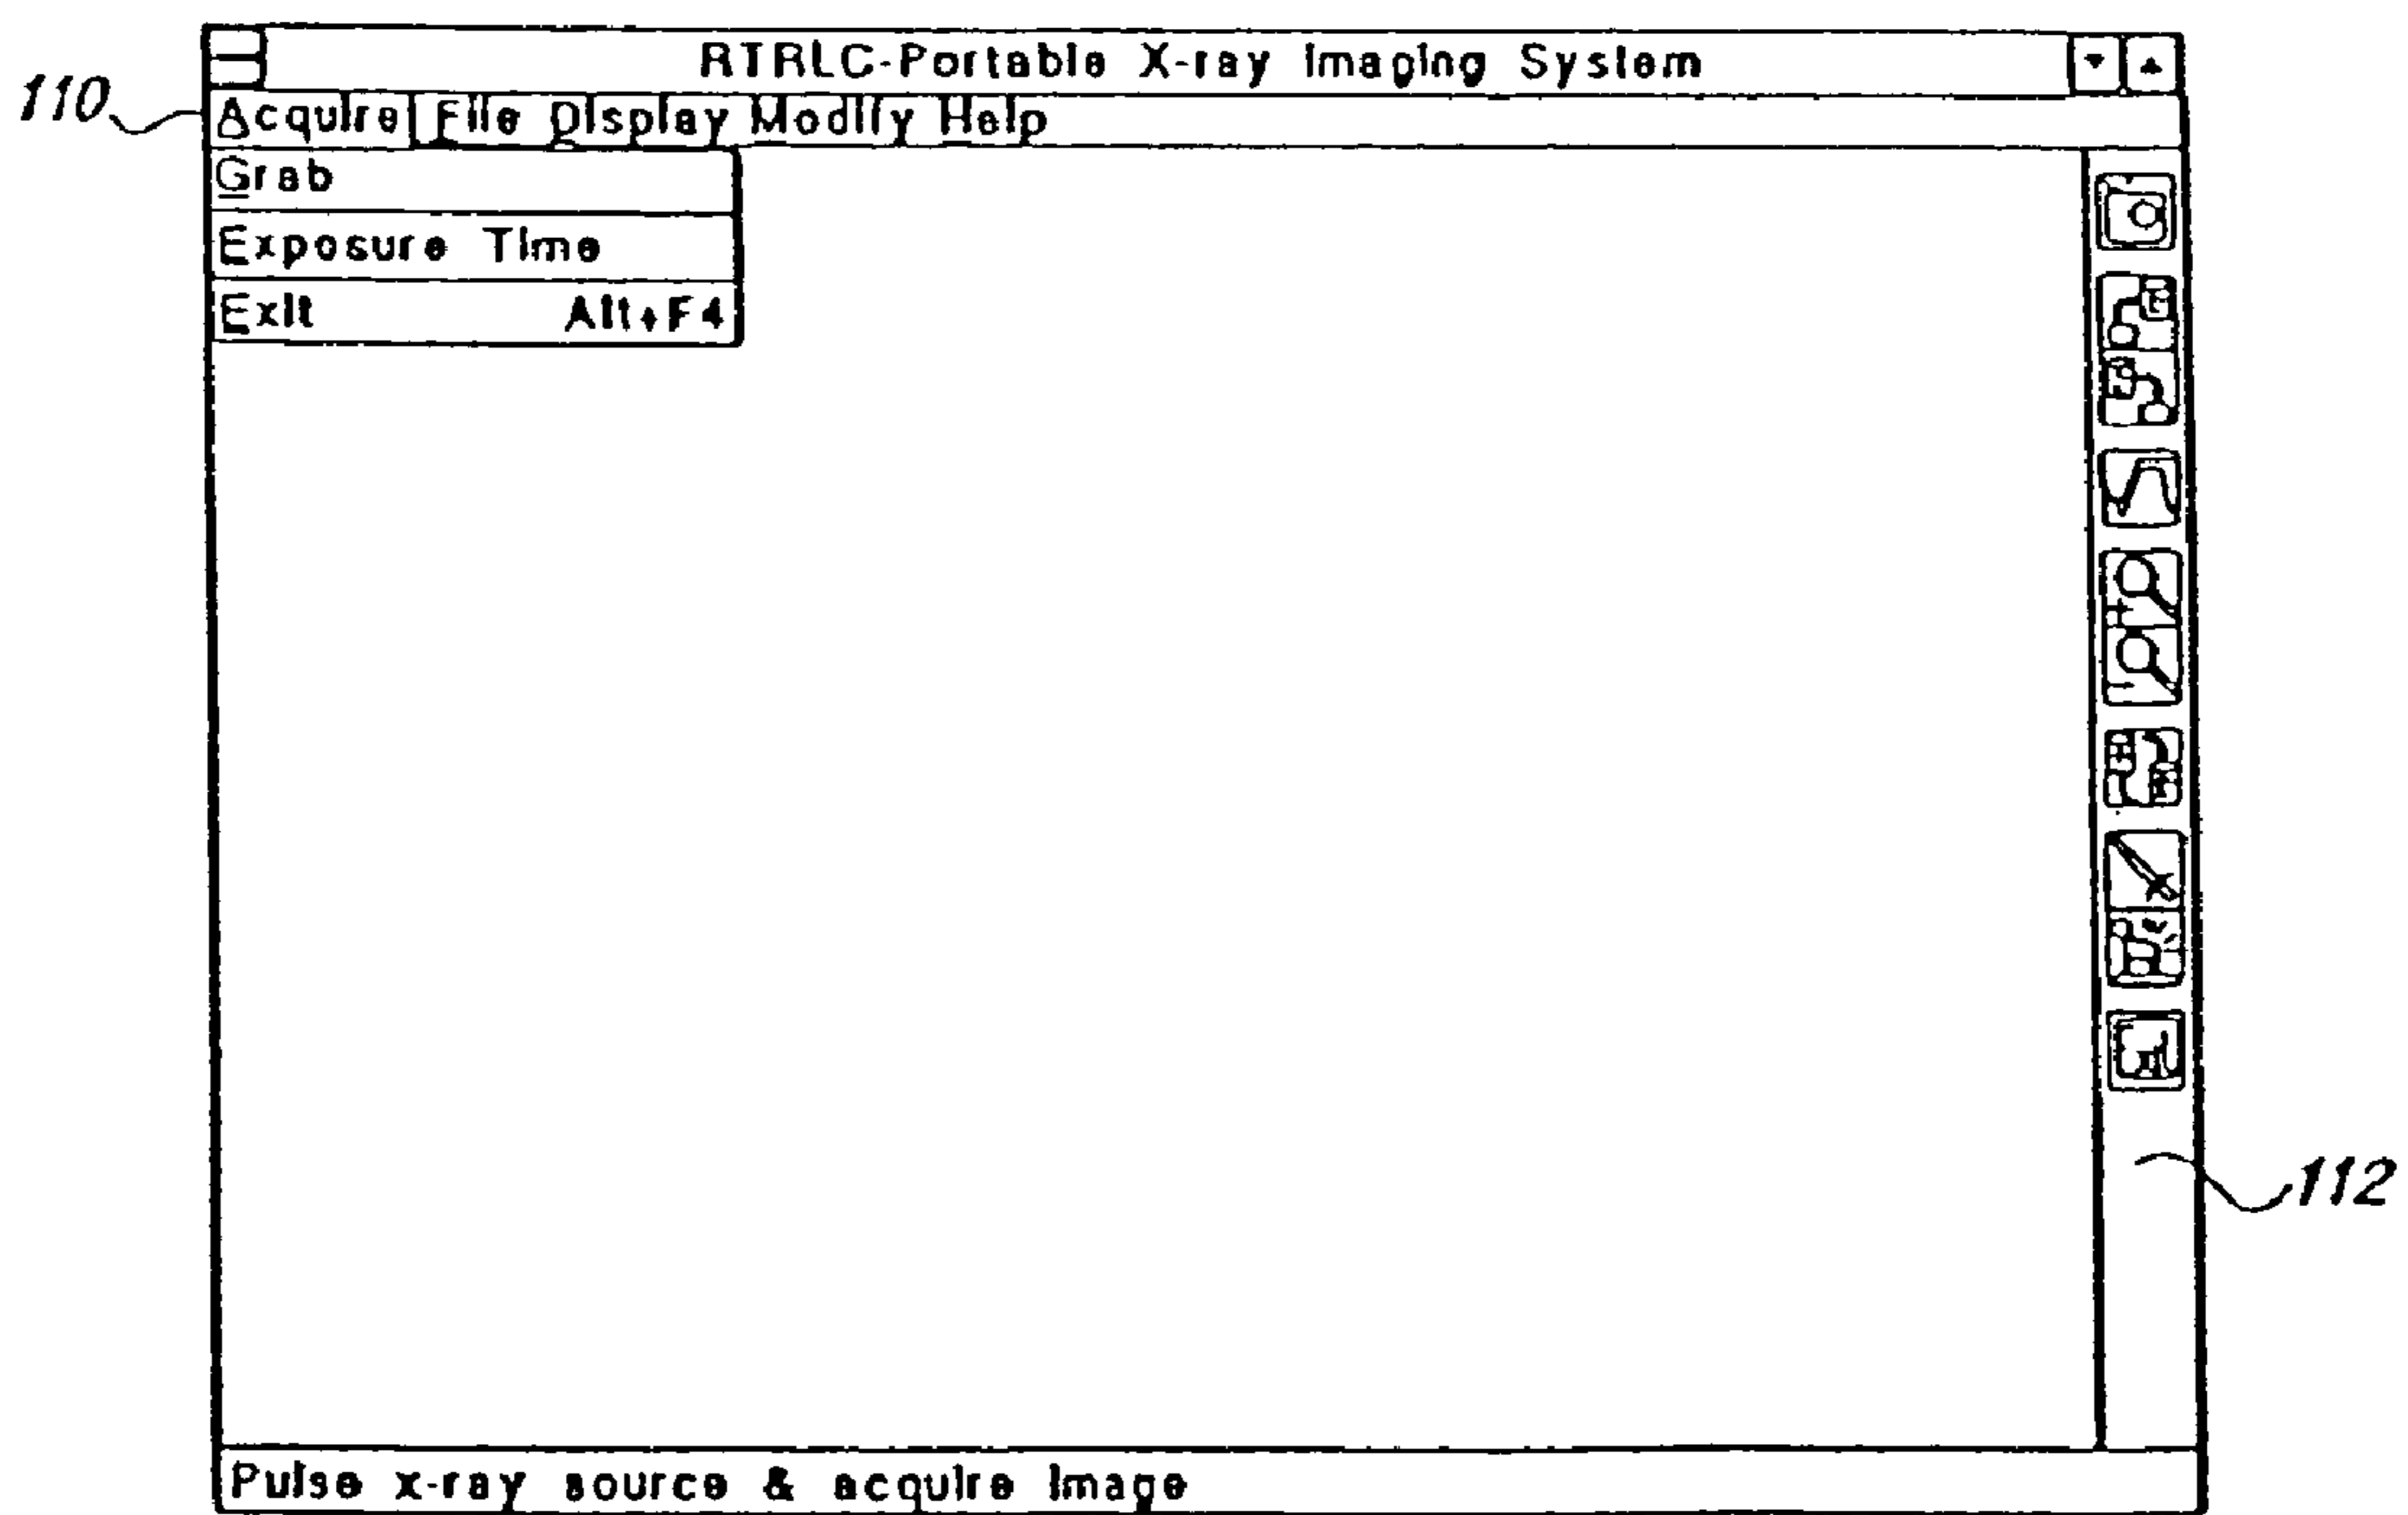 RTRLC-Portable X-ray Imaging System
110
Acquire File Display Modify Help
Grab
Exposure Time
Exit Alt+F4
112
Pulse x-ray source & acquire Image